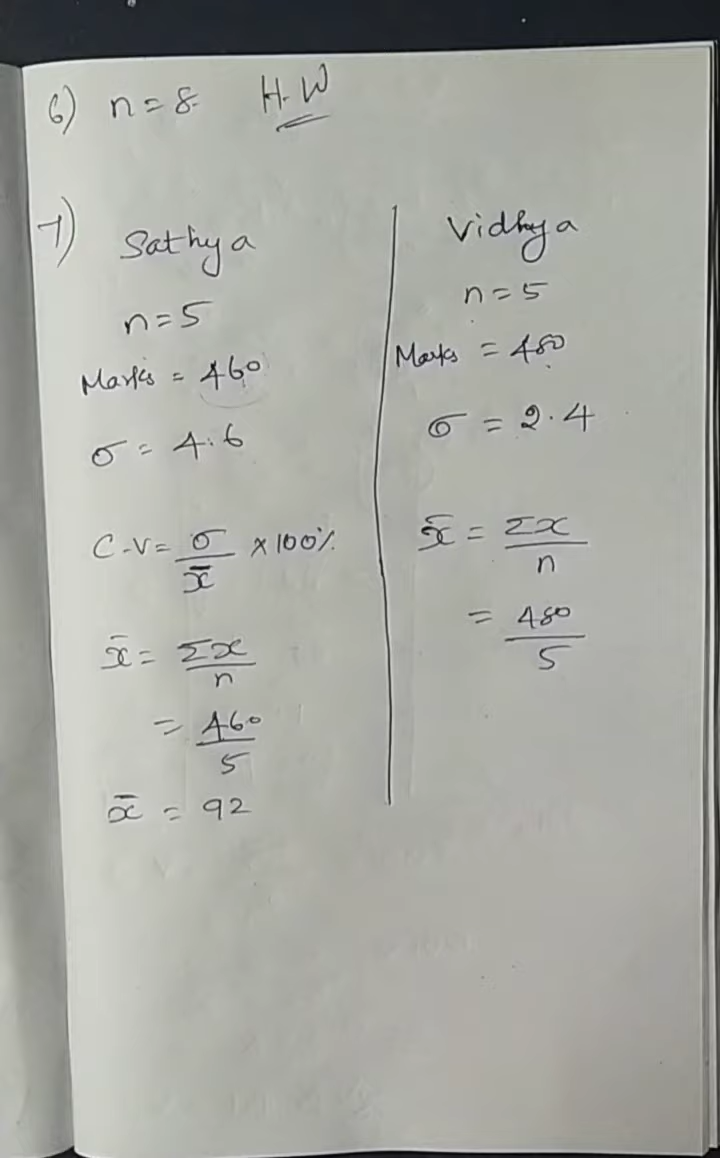 6) n=8 H.W
7) Sathya
n=5
Marks = 460
σ = 4.6
C.V = σ/x̄ × 100%
x̄ = Σx/n
= 460/5
x̄ = 92
Vidhya
n=5
Marks = 480
σ = 2.4
x̄ = Σx/n
= 480/5